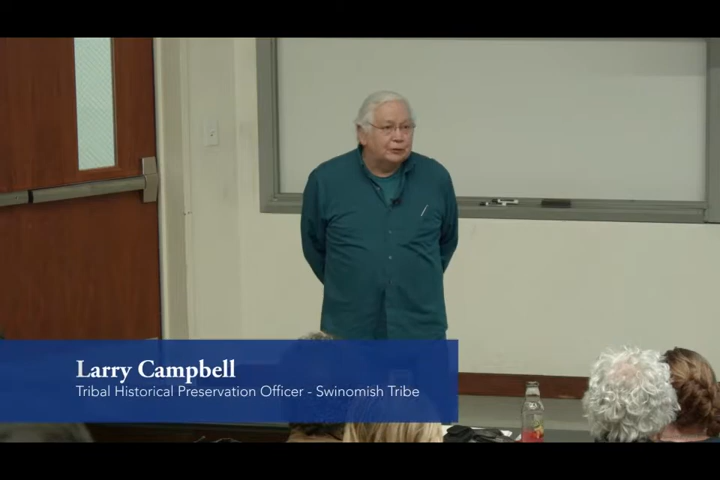 Larry Campbell
Tribal Historical Preservation Officer - Swinomish Tribe